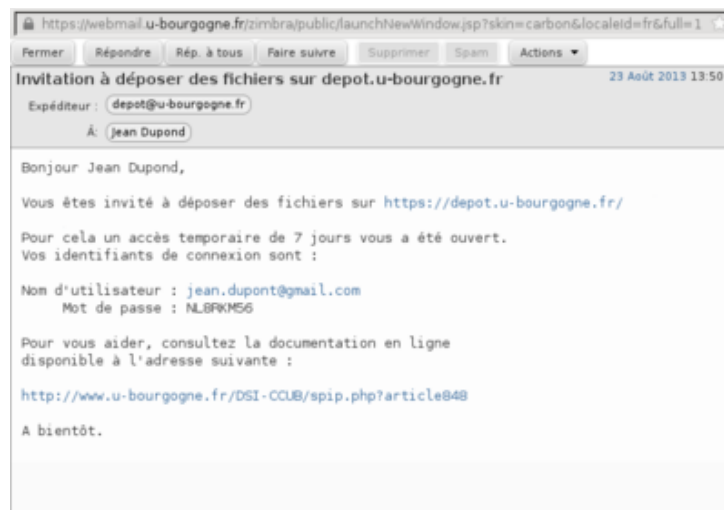 https://webmail.u-bourgogne.fr/zimbra/public/launchNewWindow.jsp?skin=carbon&localeId=fr&full=1
Fermer Répondre Rép. à tous Faire suivre Supprimer Spam Actions
Invitation à déposer des fichiers sur depot.u-bourgogne.fr 23 Août 2013 13:50
Expéditeur : depot@u-bourgogne.fr
À: Jean Dupond
Bonjour Jean Dupond,
Vous êtes invité à déposer des fichiers sur https://depot.u-bourgogne.fr/
Pour cela un accès temporaire de 7 jours vous a été ouvert.
Vos identifiants de connexion sont :
Nom d'utilisateur : jean.dupont@gmail.com
Mot de passe : NL8RKM56
Pour vous aider, consultez la documentation en ligne
disponible à l'adresse suivante :
http://www.u-bourgogne.fr/DSI-CCUB/spip.php?article848
A bientôt.